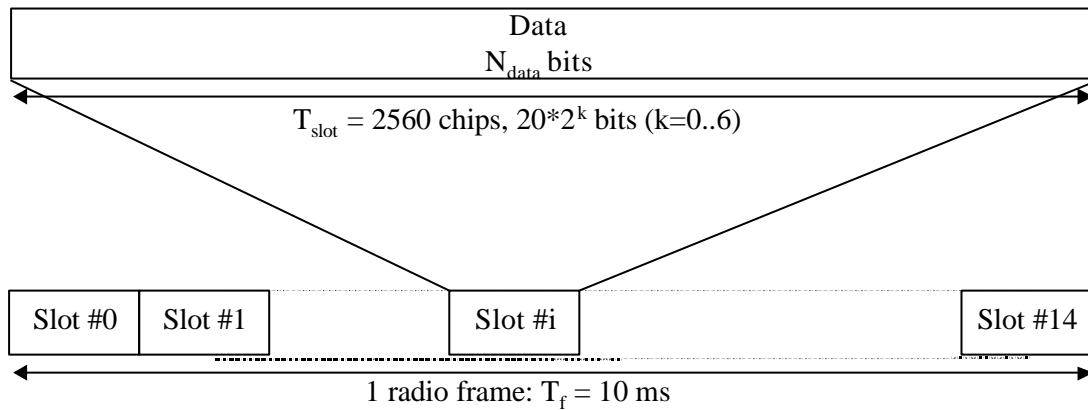 Data
N_data bits
T_slot = 2560 chips, 20*2^k bits (k=0..6)
Slot #0 Slot #1 Slot #i Slot #14
1 radio frame: T_f = 10 ms